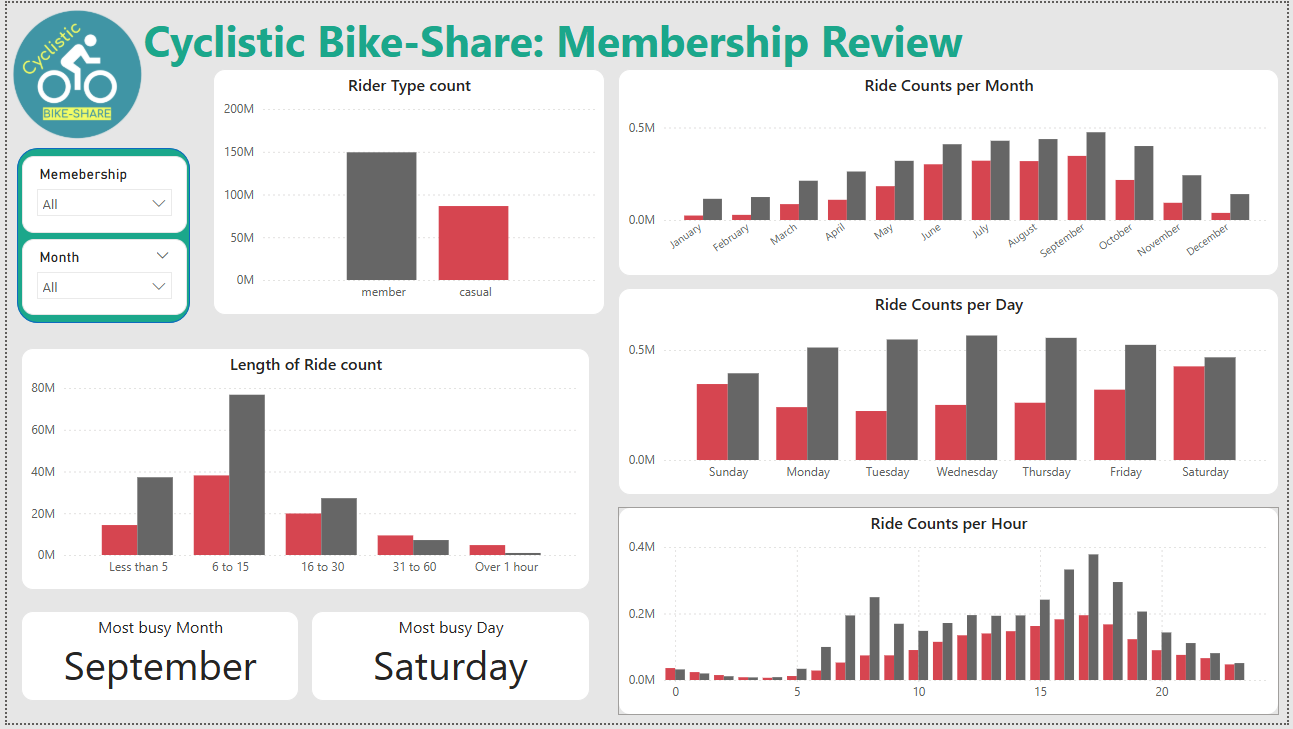 Cyclistic
BIKE-SHARE
Cyclistic Bike-Share: Membership Review
Memebership
All
Month
All
Rider Type count
200M
150M
100M
50M
0M
member casual
Ride Counts per Month
0.5M
0.0M
January February March April May June July August September October November December
Length of Ride count
80M
60M
40M
20M
0M
Less than 5 6 to 15 16 to 30 31 to 60 Over 1 hour
Ride Counts per Day
0.5M
0.0M
Sunday Monday Tuesday Wednesday Thursday Friday Saturday
Most busy Month
September
Most busy Day
Saturday
Ride Counts per Hour
0.4M
0.2M
0.0M
0 5 10 15 20